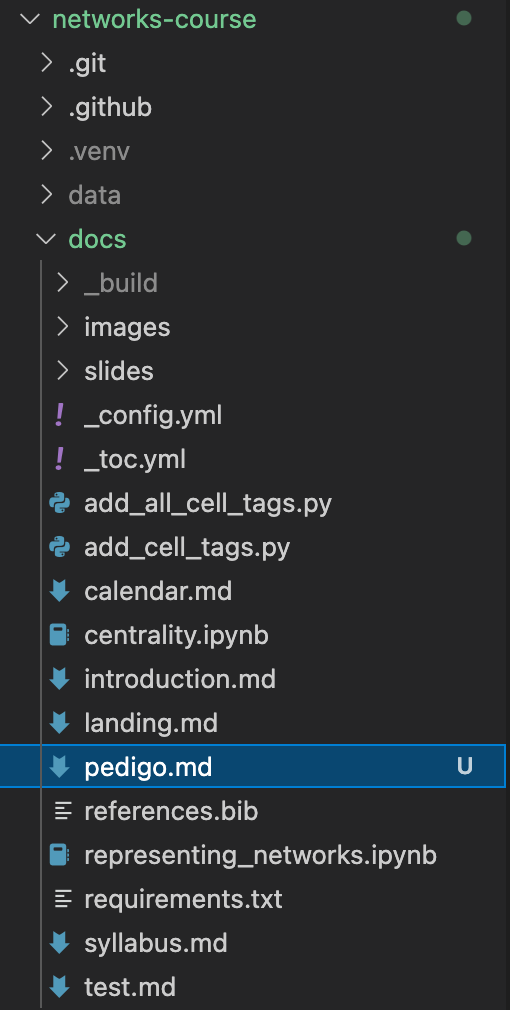 networks-course
.git
.github
.venv
data
docs
_build
images
slides
! _config.yml
! _toc.yml
add_all_cell_tags.py
add_cell_tags.py
calendar.md
centrality.ipynb
introduction.md
landing.md
pedigo.md U
references.bib
representing_networks.ipynb
requirements.txt
syllabus.md
test.md